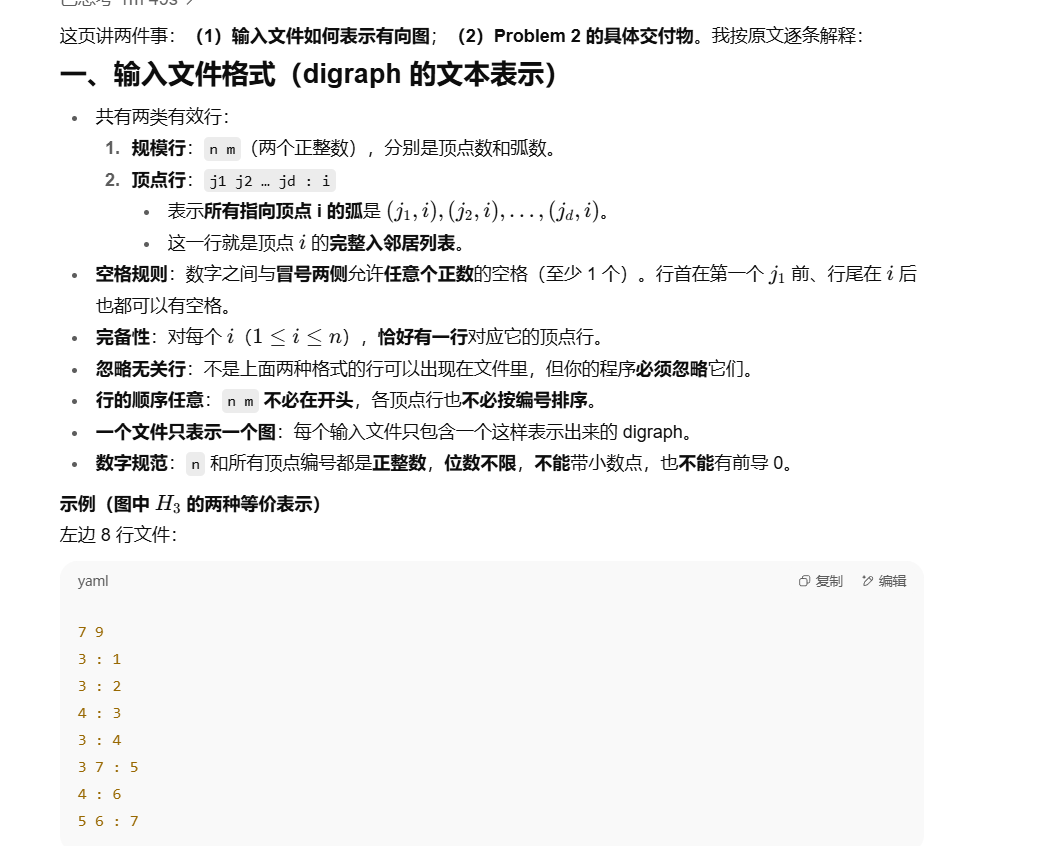 这页讲两件事：（1）输入文件如何表示有向图；（2）Problem 2 的具体交付物。我按原文逐条解释：
一、输入文件格式（digraph 的文本表示）
• 共有两类有效行：
1. 规模行： n m （两个正整数），分别是顶点数和弧数。
2. 顶点行： j1 j2 … jd : i
• 表示所有指向顶点 i 的弧是 (j₁, i), (j₂, i), . . . , (j_d, i)。
• 这一行就是顶点 i 的完整入邻居列表。
• 空格规则：数字之间与冒号两侧允许任意个正数的空格（至少 1 个）。行首在第一个 j₁ 前、行尾在 i 后
也都可以有空格。
• 完备性：对每个 i（1 ≤ i ≤ n），恰好有一行对应它的顶点行。
• 忽略无关行：不是上面两种格式的行可以出现在文件里，但你的程序必须忽略它们。
• 行的顺序任意： n m 不必在开头，各顶点行也不必按编号排序。
• 一个文件只表示一个图：每个输入文件只包含一个这样表示出来的 digraph。
• 数字规范： n 和所有顶点编号都是正整数，位数不限，不能带小数点，也不能有前导 0。
示例（图中 H₃ 的两种等价表示）
左边 8 行文件：
yaml 复制 编辑
7 9
3 : 1
3 : 2
4 : 3
3 : 4
3 7 : 5
4 : 6
5 6 : 7